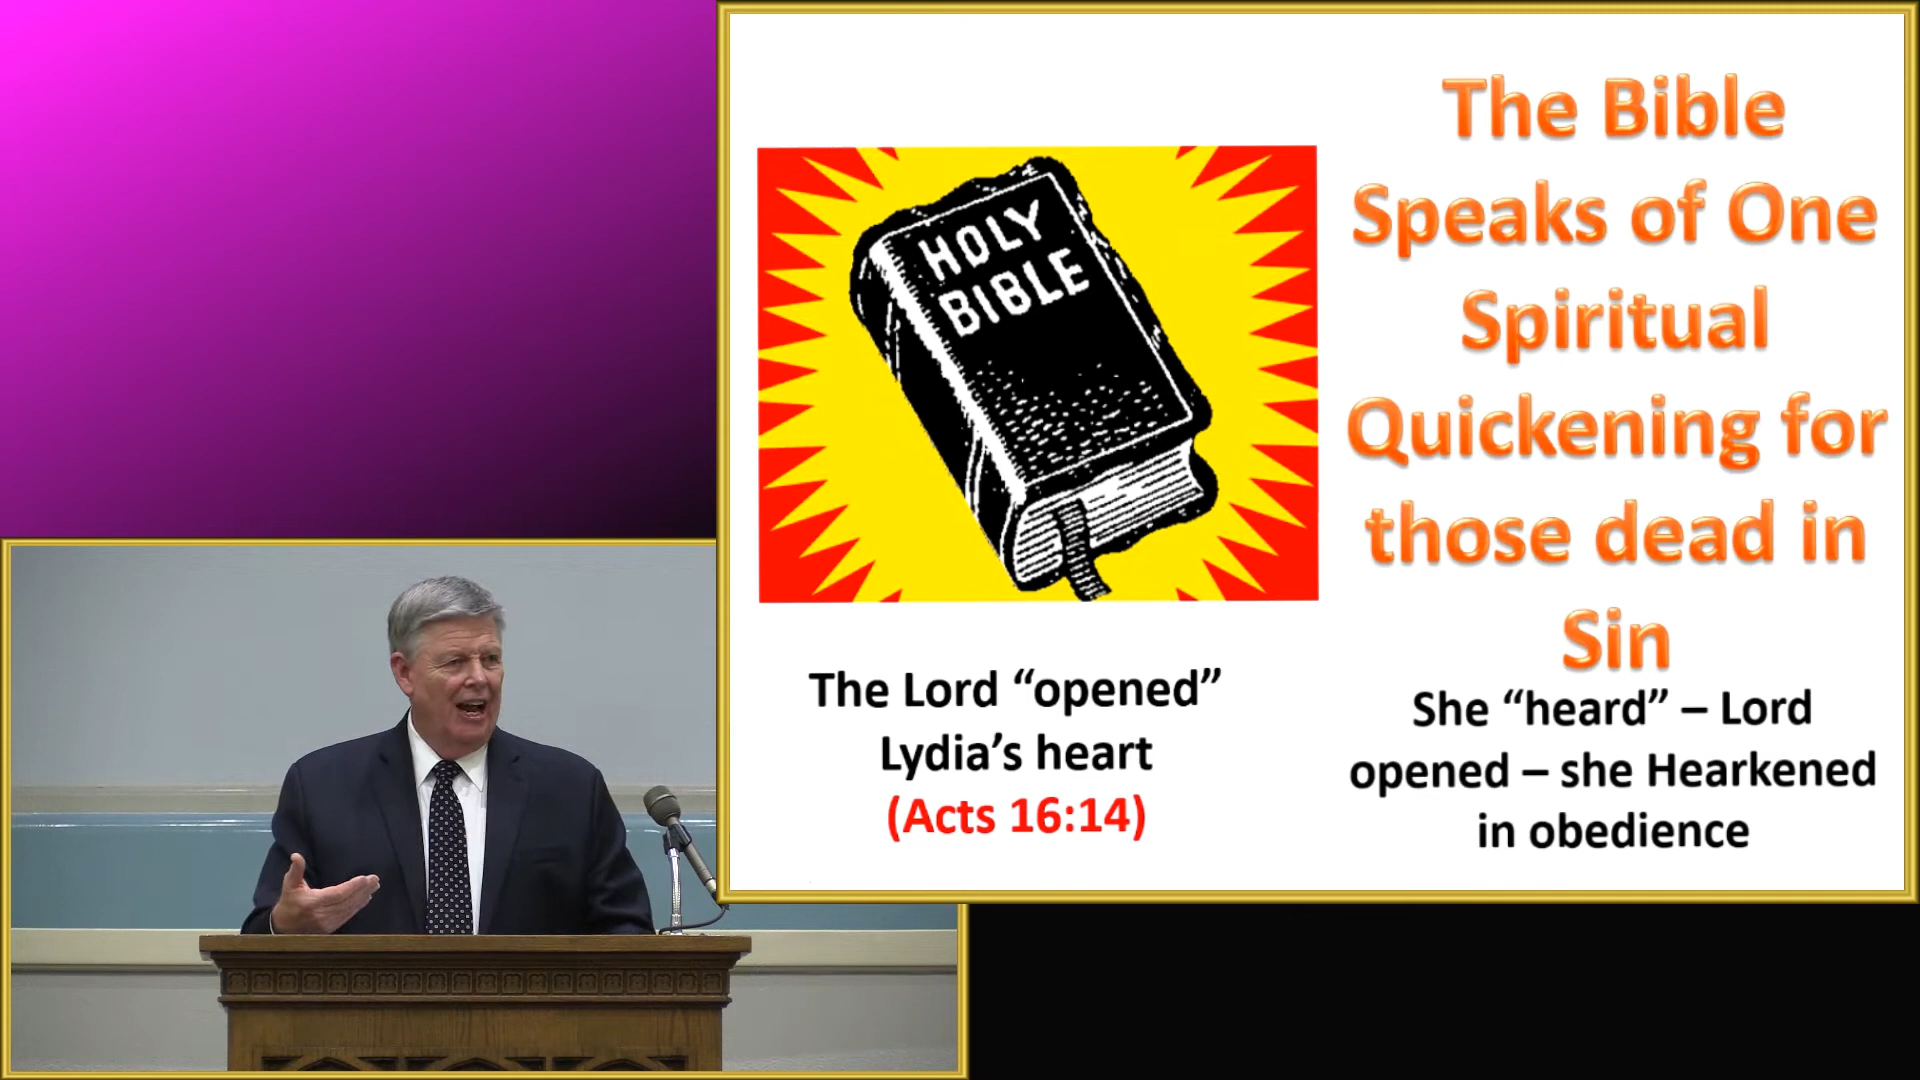 The Bible
Speaks of One
Spiritual
Quickening for
those dead in
Sin
HOLY
BIBLE
The Lord “opened”
Lydia’s heart
(Acts 16:14)
She “heard” – Lord
opened – she Hearkened
in obedience